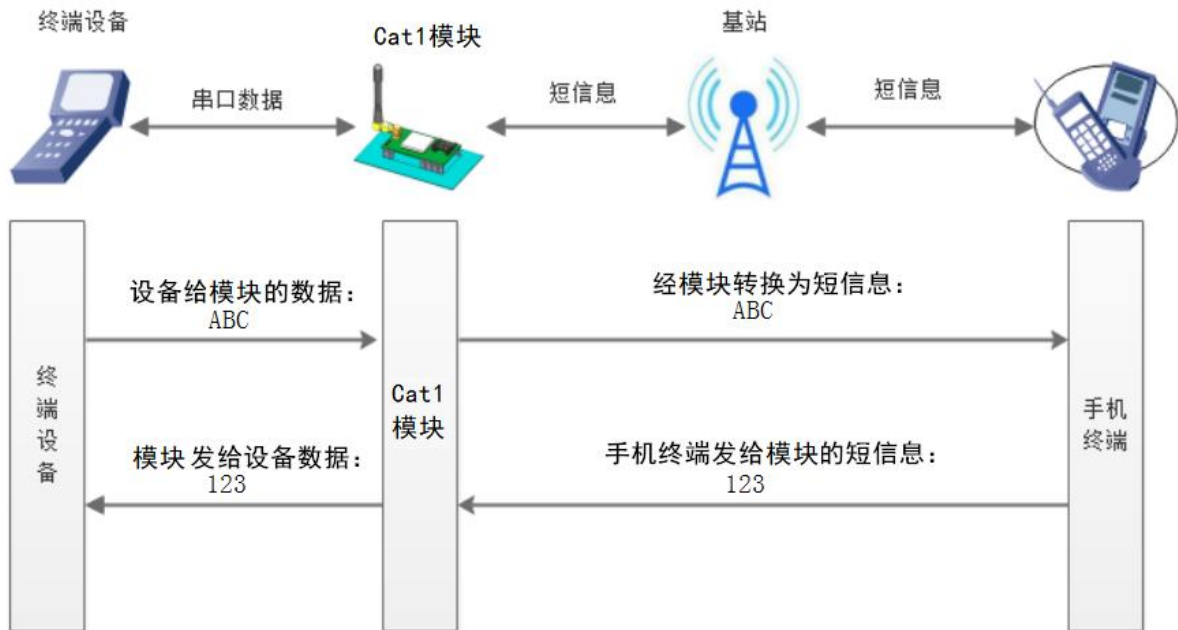 终端设备
Cat1模块
基站
串口数据
短信息
短信息
设备给模块的数据：
ABC
经模块转换为短信息：
ABC
终端设备
Cat1
模块
手机
终端
模块 发给设备数据：
123
手机终端发给模块的短信息：
123